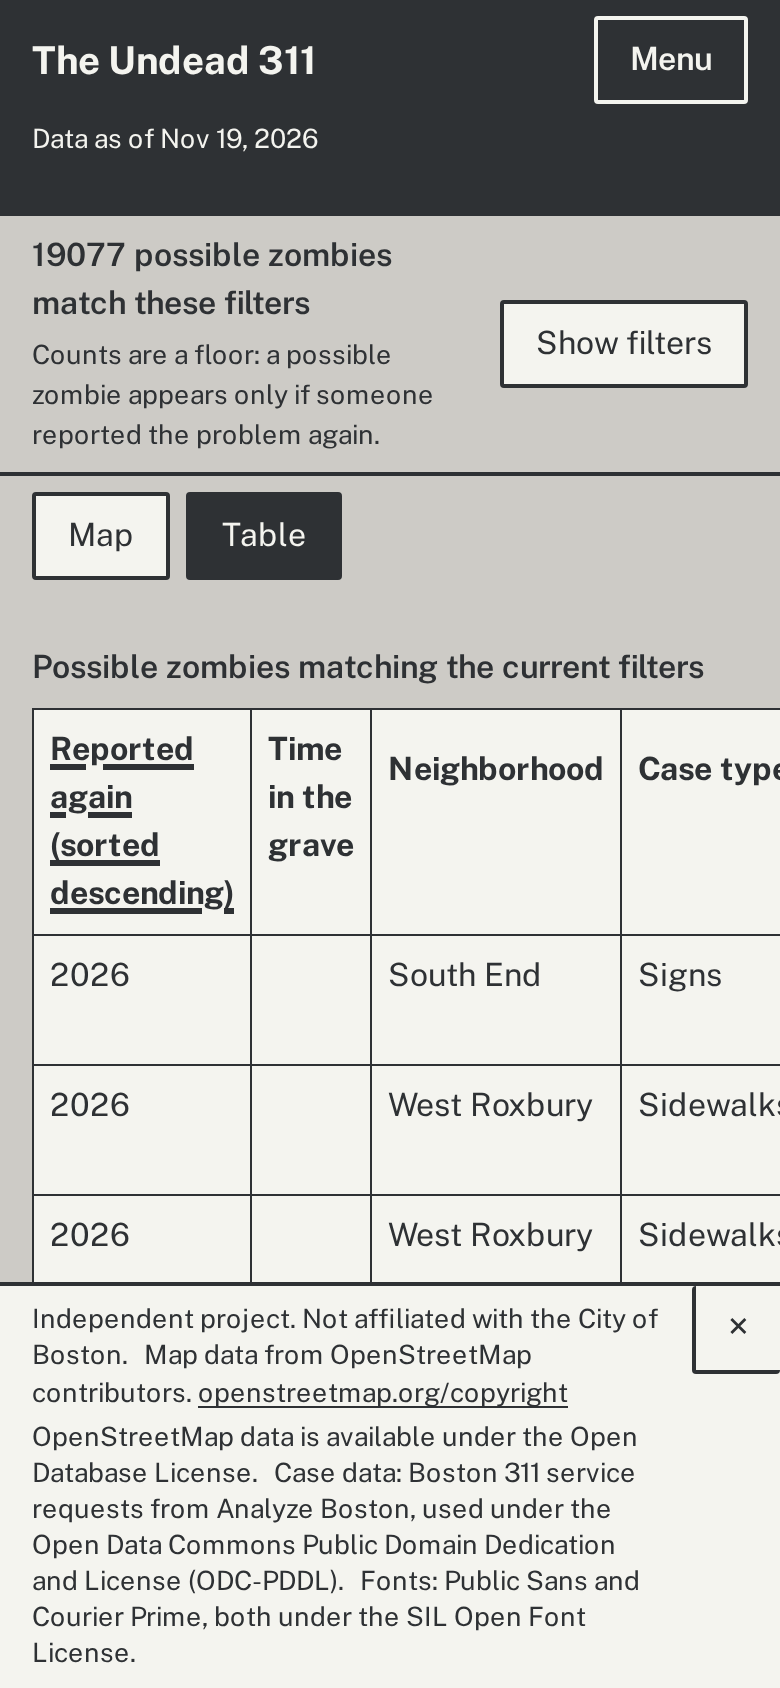 The Undead 311
Menu
Data as of Nov 19, 2026
19077 possible zombies
match these filters
Counts are a floor: a possible
zombie appears only if someone
reported the problem again.
Show filters
Map
Table
Possible zombies matching the current filters
Reported
again
(sorted
descending)
Time
in the
grave
Neighborhood
Case type
2026 South End Signs
2026 West Roxbury Sidewalks
2026 West Roxbury Sidewalks
Independent project. Not affiliated with the City of
Boston. Map data from OpenStreetMap
contributors. openstreetmap.org/copyright
×
OpenStreetMap data is available under the Open
Database License. Case data: Boston 311 service
requests from Analyze Boston, used under the
Open Data Commons Public Domain Dedication
and License (ODC-PDDL). Fonts: Public Sans and
Courier Prime, both under the SIL Open Font
License.